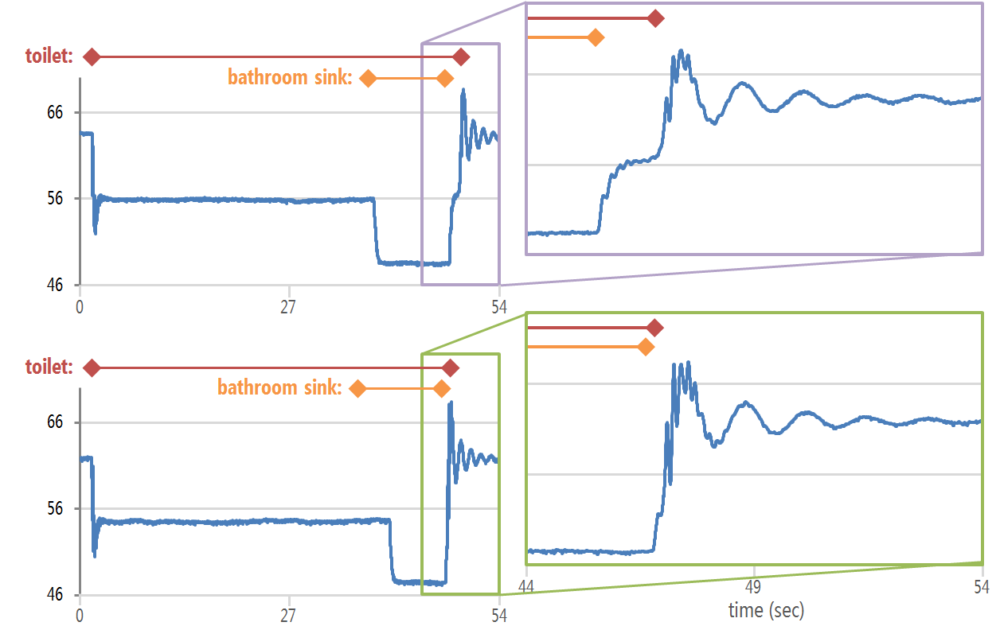 toilet:
bathroom sink:
66
56
46
0 27 54
toilet:
bathroom sink:
66
56
46
0 27 54
44 49 54
time (sec)